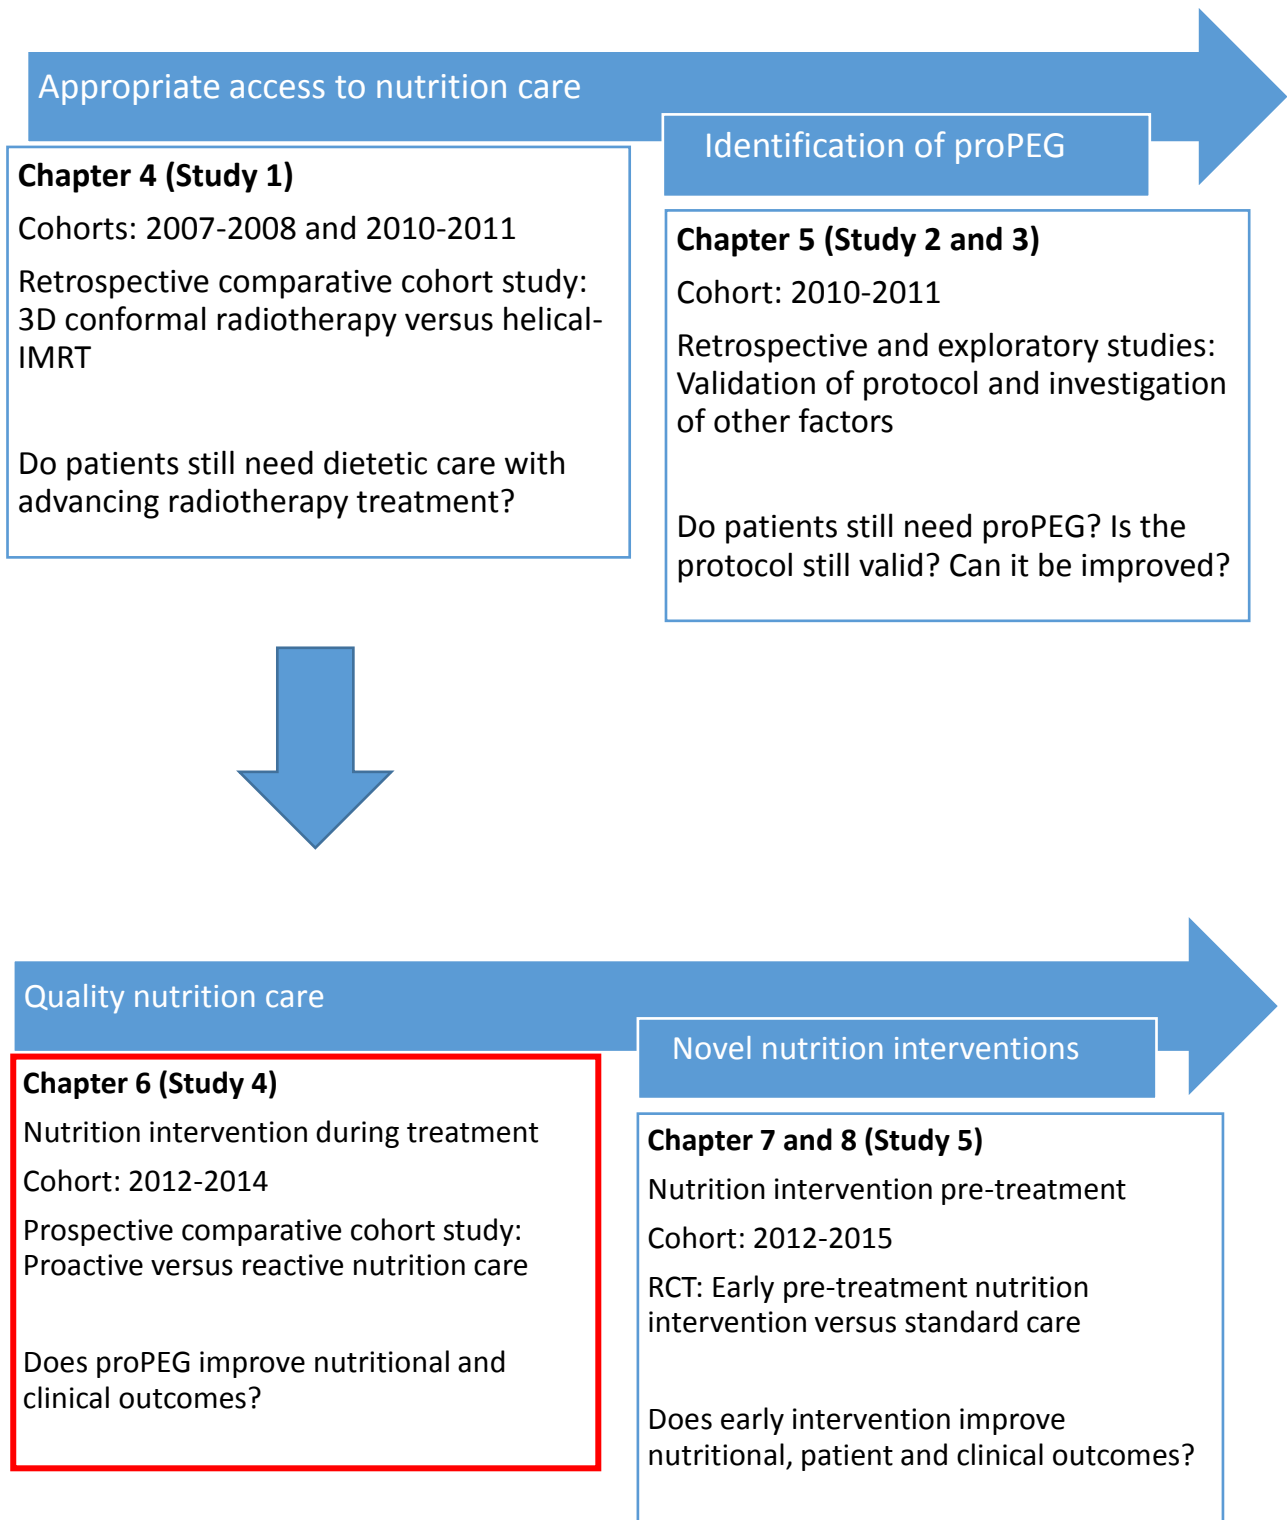 Appropriate access to nutrition care
Identification of proPEG
Chapter 4 (Study 1)
Cohorts: 2007-2008 and 2010-2011
Retrospective comparative cohort study:
3D conformal radiotherapy versus helical-
IMRT
Do patients still need dietetic care with
advancing radiotherapy treatment?
Chapter 5 (Study 2 and 3)
Cohort: 2010-2011
Retrospective and exploratory studies:
Validation of protocol and investigation
of other factors
Do patients still need proPEG? Is the
protocol still valid? Can it be improved?
Quality nutrition care
Novel nutrition interventions
Chapter 6 (Study 4)
Nutrition intervention during treatment
Cohort: 2012-2014
Prospective comparative cohort study:
Proactive versus reactive nutrition care
Does proPEG improve nutritional and
clinical outcomes?
Chapter 7 and 8 (Study 5)
Nutrition intervention pre-treatment
Cohort: 2012-2015
RCT: Early pre-treatment nutrition
intervention versus standard care
Does early intervention improve
nutritional, patient and clinical outcomes?